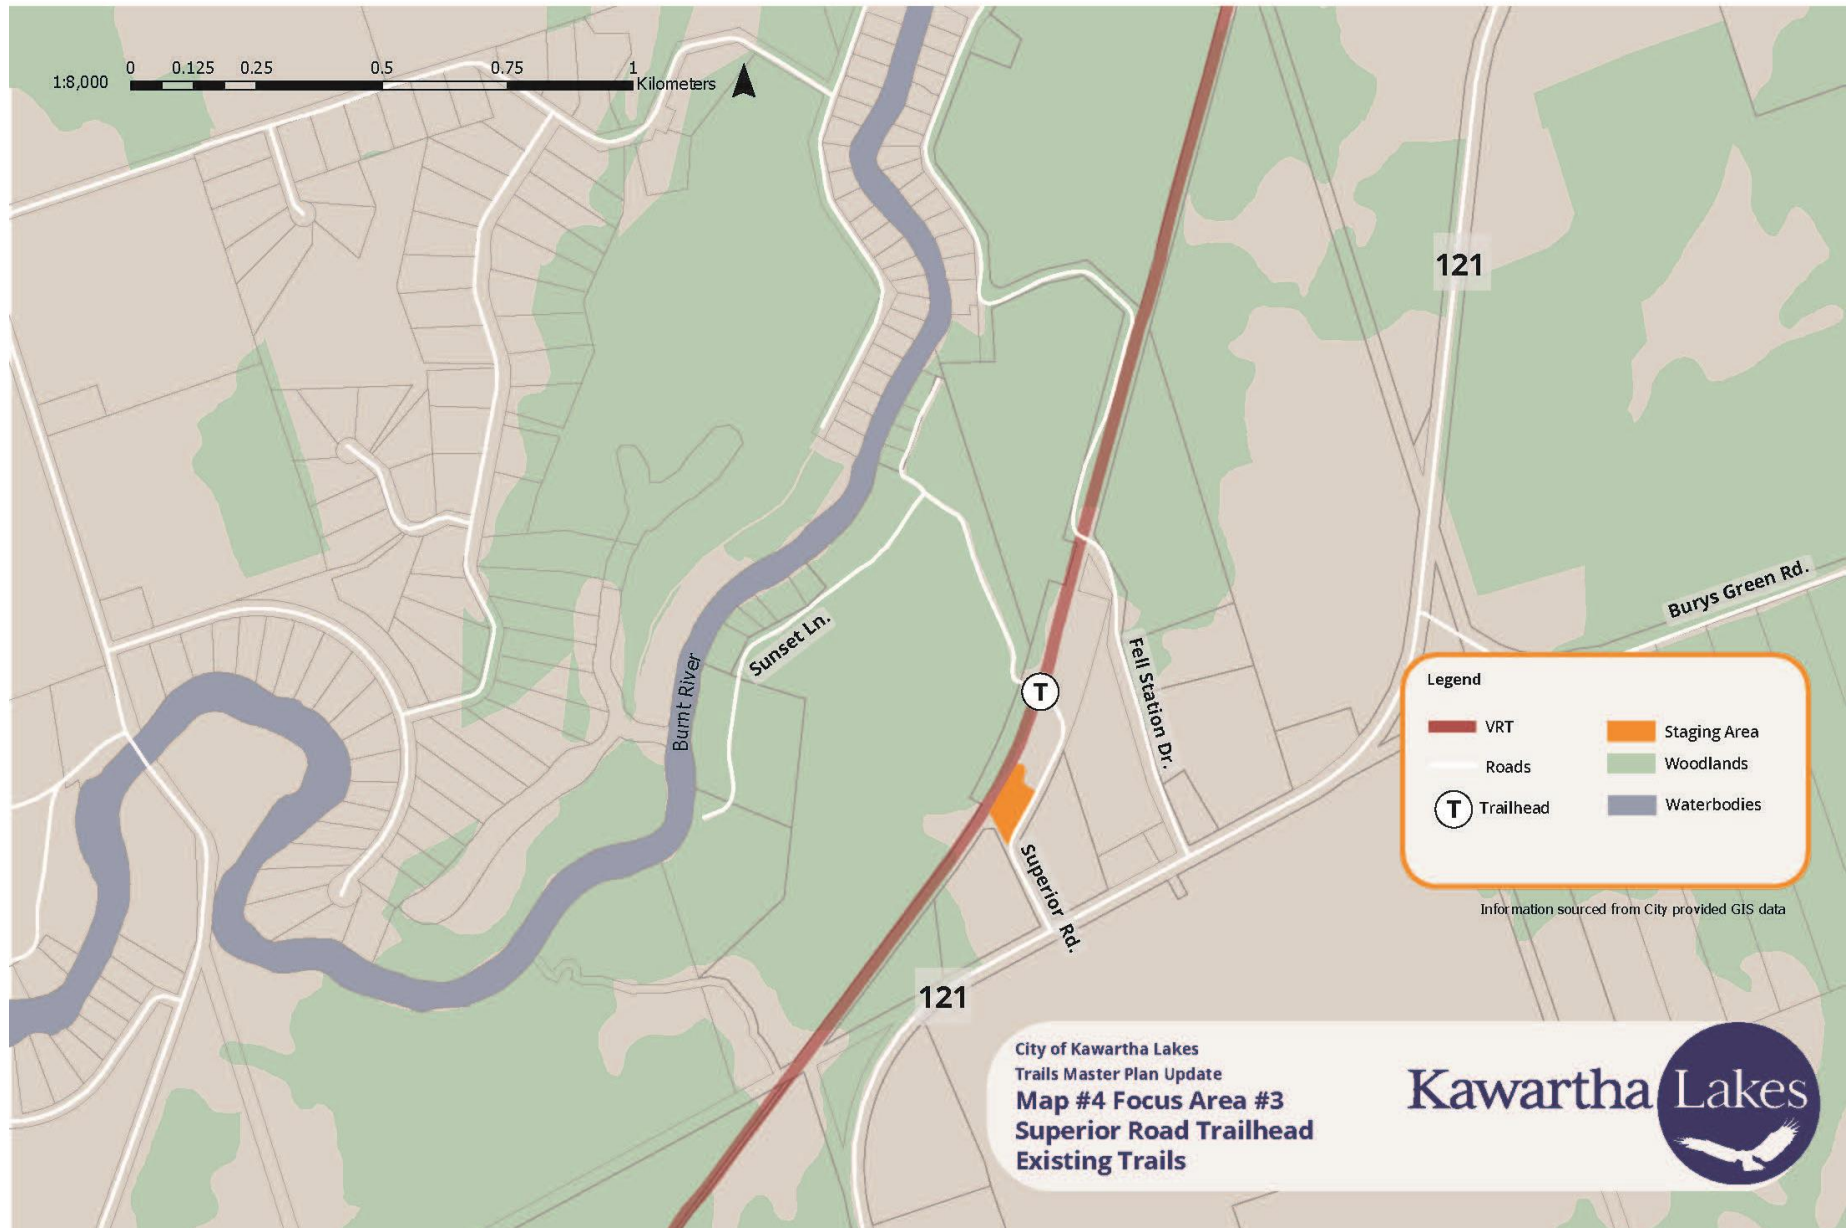 0 0.125 0.25 0.5 0.75 1
1:8,000
Kilometers
121
Burys Green Rd.
Sunset Ln.
Burnt River
Fell Station Dr.
T
Superior Rd.
121
Legend
VRT
Staging Area
Roads
Woodlands
T Trailhead
Waterbodies
Information sourced from City provided GIS data
City of Kawartha Lakes
Trails Master Plan Update
Map #4 Focus Area #3
Superior Road Trailhead
Existing Trails
Kawartha Lakes